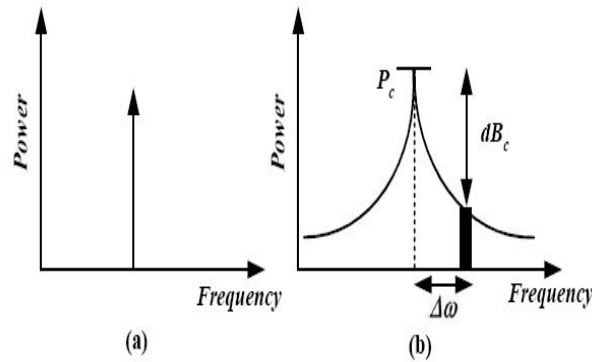 Power
Frequency
(a)
Power
P_c
dB_c
Δω
Frequency
(b)